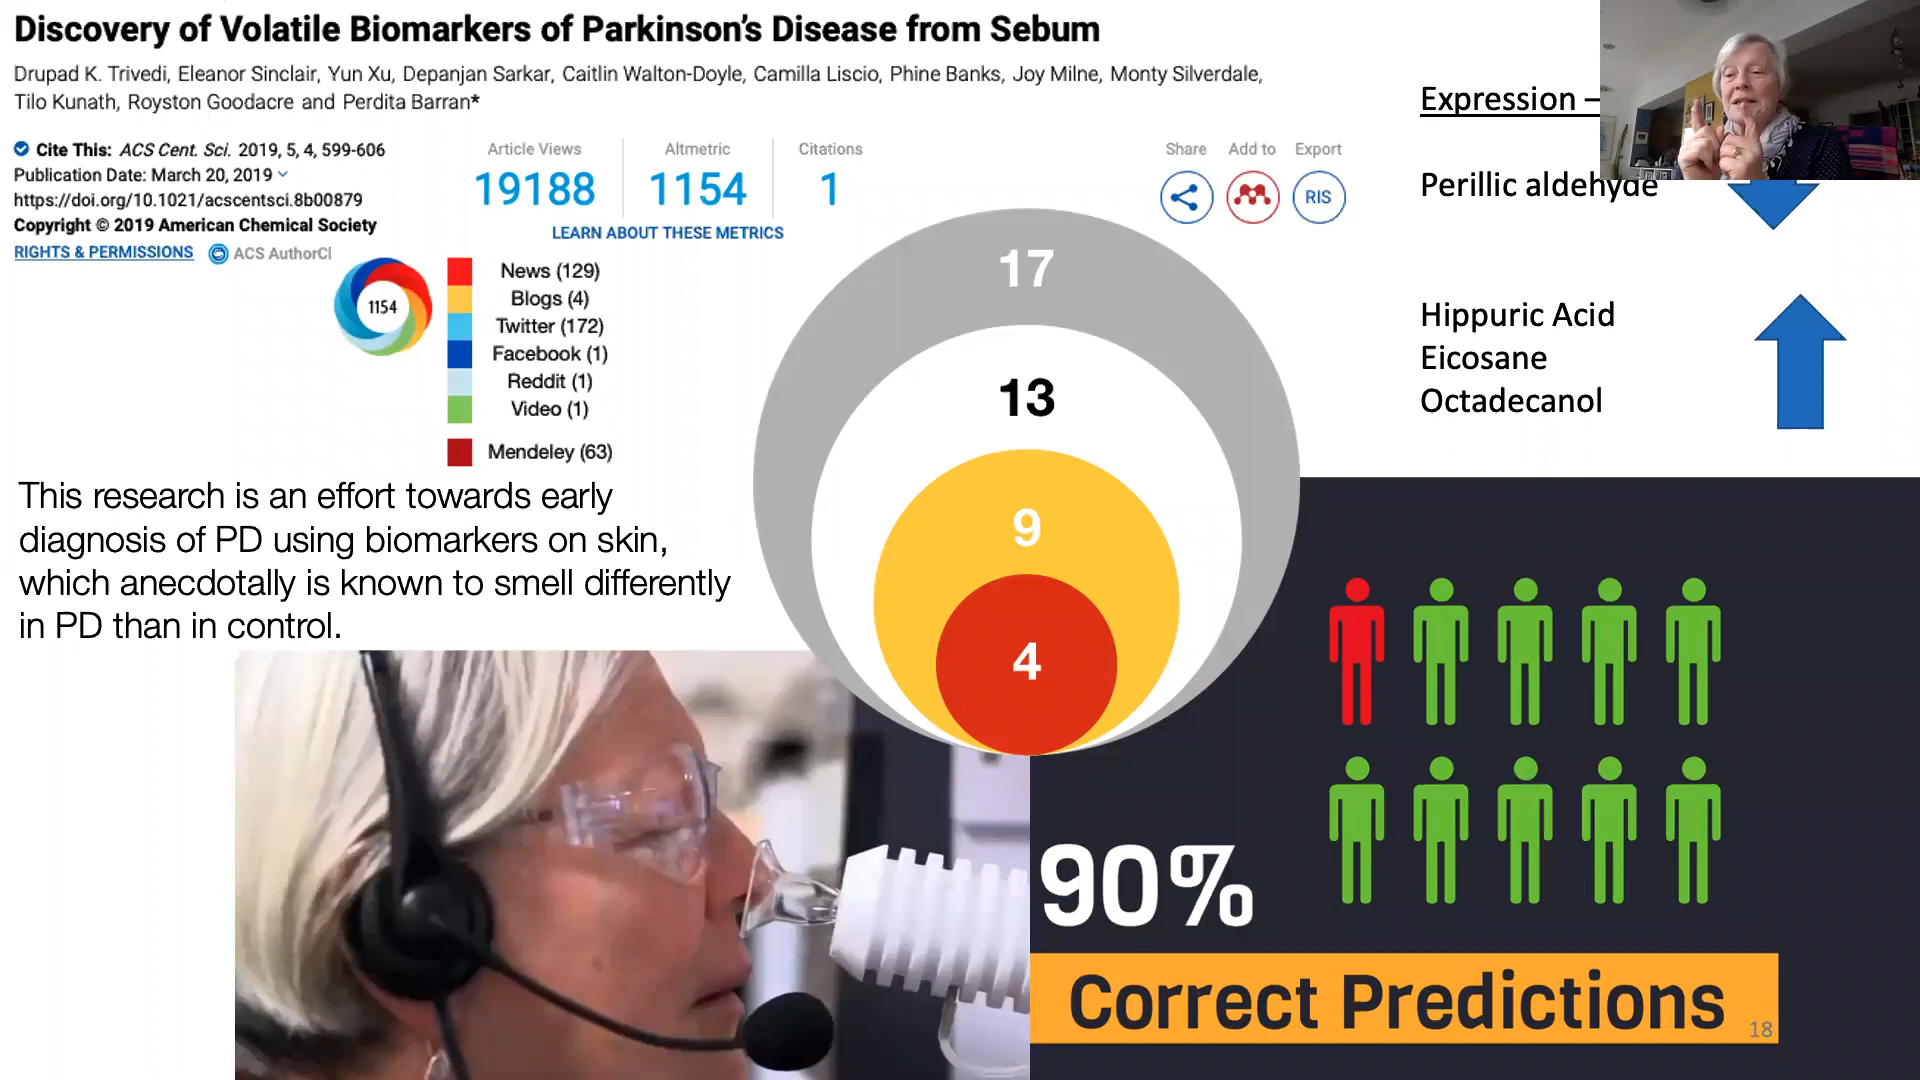 Discovery of Volatile Biomarkers of Parkinson's Disease from Sebum
Drupad K. Trivedi, Eleanor Sinclair, Yun Xu, Depanjan Sarkar, Caitlin Walton-Doyle, Camilla Liscio, Phine Banks, Joy Milne, Monty Silverdale,
Tilo Kunath, Royston Goodacre and Perdita Barran*
Cite This: ACS Cent. Sci. 2019, 5, 4, 599-606
Publication Date: March 20, 2019
https://doi.org/10.1021/acscentsci.8b00879
Copyright © 2019 American Chemical Society
RIGHTS & PERMISSIONS ACS AuthorCl
Article Views
19188
Altmetric
1154
Citations
1
LEARN ABOUT THESE METRICS
Share
Add to
Export
RIS
1154
News (129)
Blogs (4)
Twitter (172)
Facebook (1)
Reddit (1)
Video (1)
Mendeley (63)
This research is an effort towards early
diagnosis of PD using biomarkers on skin,
which anecdotally is known to smell differently
in PD than in control.
17
13
9
4
Expression –
Perillic aldehyde
Hippuric Acid
Eicosane
Octadecanol
90%
Correct Predictions
18